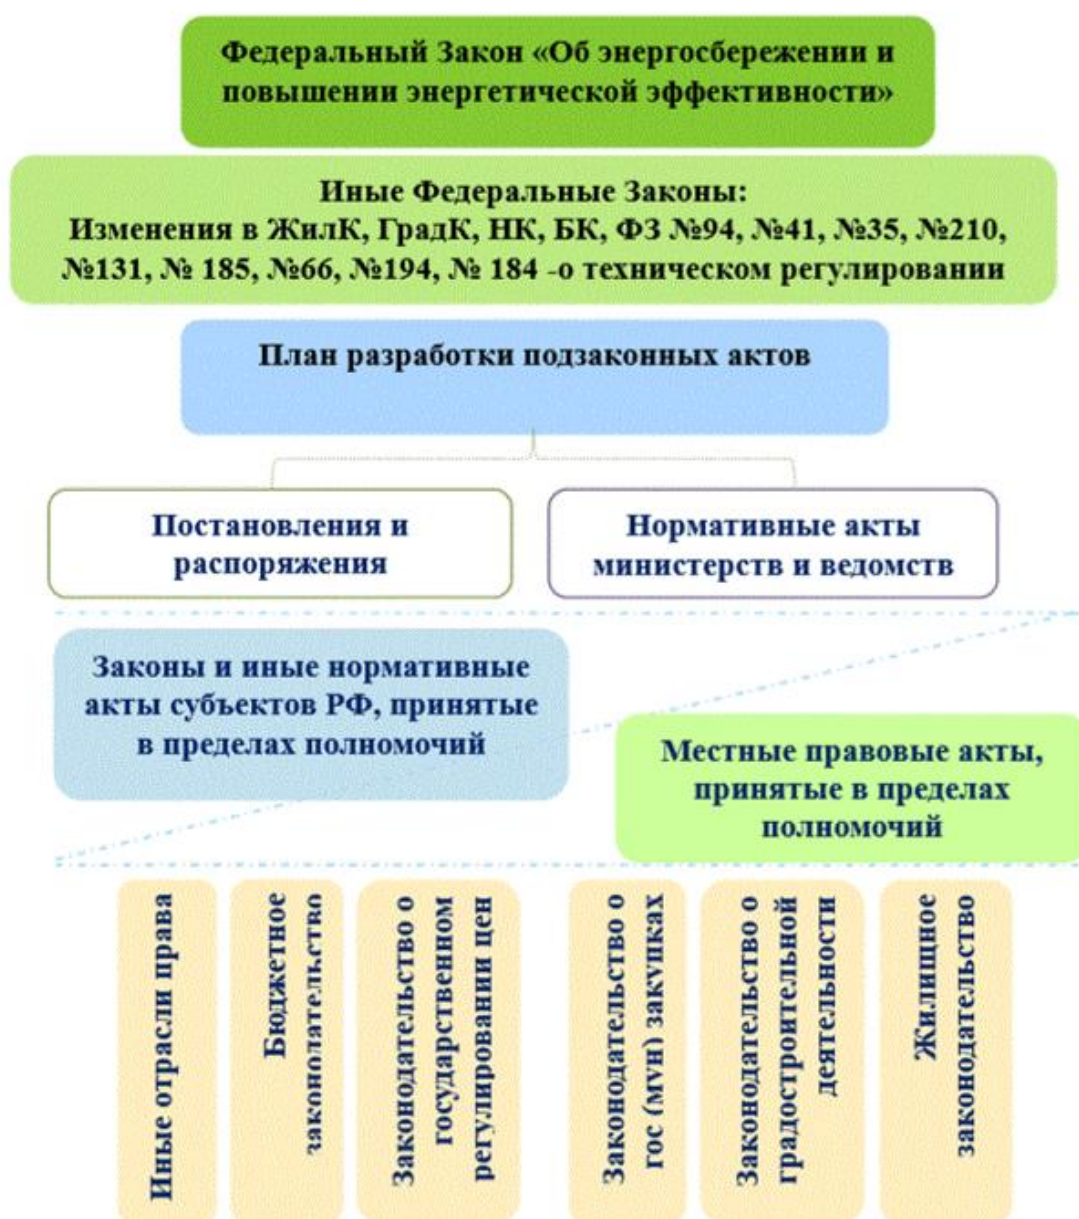 Федеральный Закон «Об энергосбережении и
повышении энергетической эффективности»
Иные Федеральные Законы:
Изменения в ЖилК, ГрадК, НК, БК, ФЗ №94, №41, №35, №210,
№131, № 185, №66, №194, № 184 -о техническом регулировании
План разработки подзаконных актов
Постановления и
распоряжения
Нормативные акты
министерств и ведомств
Законы и иные нормативные
акты субъектов РФ, принятые
в пределах полномочий
Местные правовые акты,
принятые в пределах
полномочий
Иные отрасли права
Бюджетное
законодательство
Законодательство о
государственном
регулировании цен
Законодательство о
гос (мун) закупках
Законодательство о
градостроительной
деятельности
Жилищное
законодательство